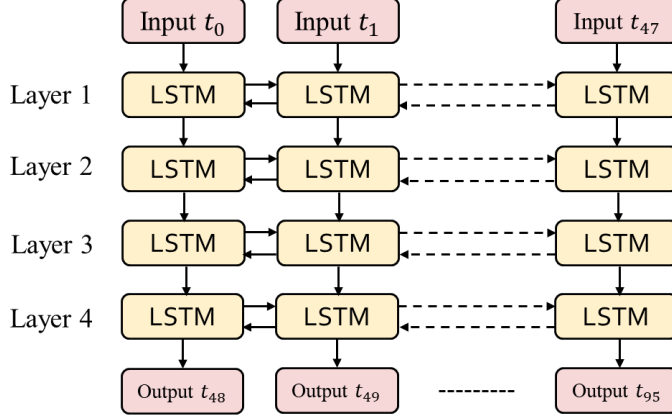 Input t₀ Input t₁ Input t₄₇
Layer 1 LSTM LSTM LSTM
Layer 2 LSTM LSTM LSTM
Layer 3 LSTM LSTM LSTM
Layer 4 LSTM LSTM LSTM
Output t₄₈ Output t₄₉ Output t₉₅